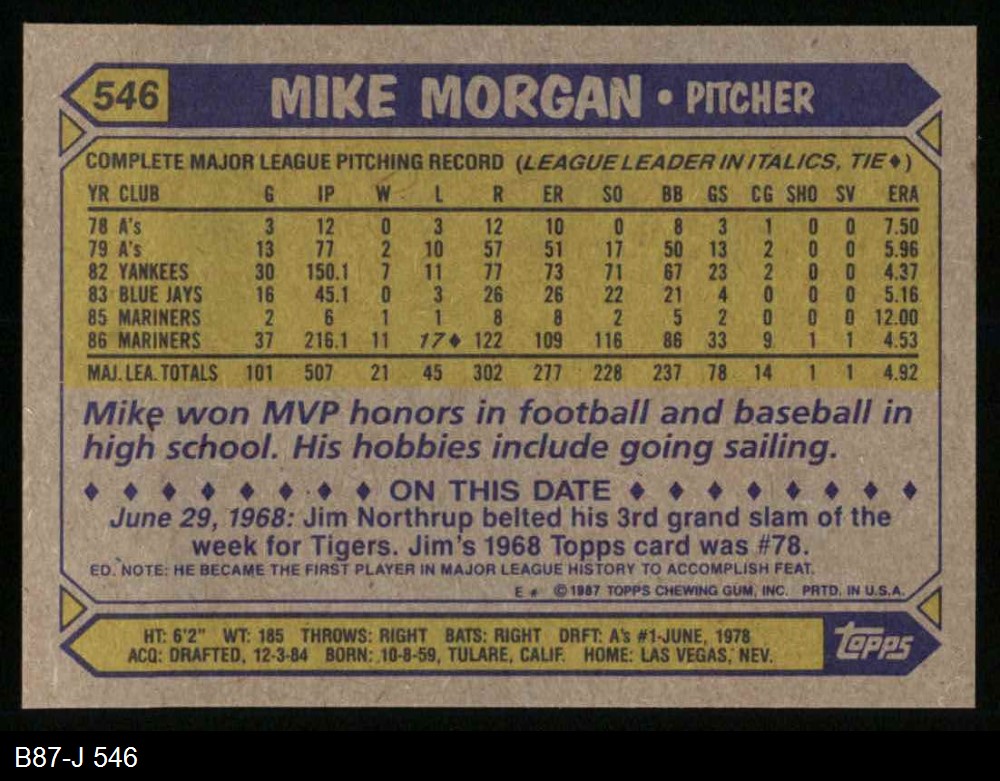 546 MIKE MORGAN • PITCHER
COMPLETE MAJOR LEAGUE PITCHING RECORD (LEAGUE LEADER IN ITALICS, TIE♦)
YR CLUB G IP W L R ER SO BB GS CG SHO SV ERA
78 A's 3 12 0 3 12 10 0 8 3 1 0 0 7.50
79 A's 13 77 2 10 57 51 17 50 13 2 0 0 5.96
82 YANKEES 30 150.1 7 11 77 73 71 67 23 2 0 0 4.37
83 BLUE JAYS 16 45.1 0 3 26 26 22 21 4 0 0 0 5.16
85 MARINERS 2 6 1 1 8 8 2 5 2 0 0 0 12.00
86 MARINERS 37 216.1 11 17♦ 122 109 116 86 33 9 1 1 4.53
MAJ. LEA. TOTALS 101 507 21 45 302 277 228 237 78 14 1 1 4.92
Mike won MVP honors in football and baseball in
high school. His hobbies include going sailing.
♦ ♦ ♦ ♦ ♦ ♦ ♦ ♦ ON THIS DATE ♦ ♦ ♦ ♦ ♦ ♦ ♦ ♦
June 29, 1968: Jim Northrup belted his 3rd grand slam of the
week for Tigers. Jim's 1968 Topps card was #78.
ED. NOTE: HE BECAME THE FIRST PLAYER IN MAJOR LEAGUE HISTORY TO ACCOMPLISH FEAT.
E * © 1987 TOPPS CHEWING GUM, INC. PRTD. IN U.S.A.
HT: 6'2" WT: 185 THROWS: RIGHT BATS: RIGHT DRFT: A's #1-JUNE, 1978
ACQ: DRAFTED, 12-3-84 BORN: 10-8-59, TULARE, CALIF. HOME: LAS VEGAS, NEV.
topps
B87-J 546